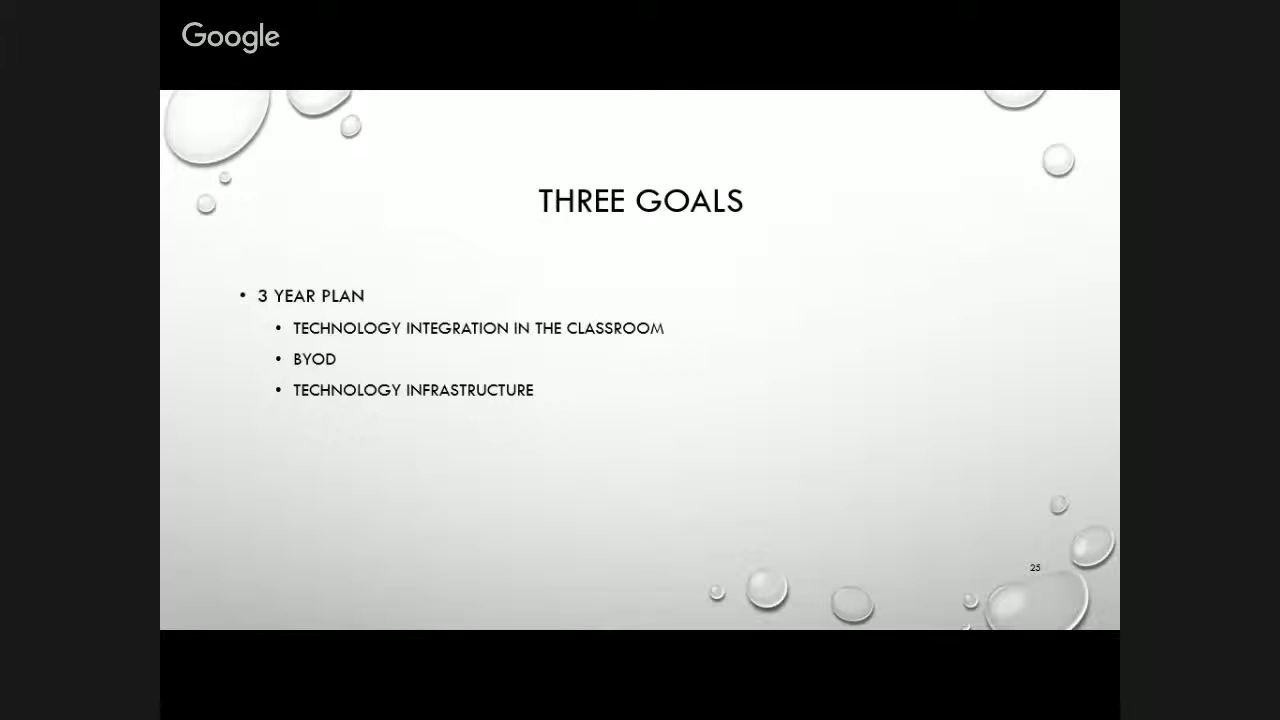 Google
THREE GOALS
• 3 YEAR PLAN
• TECHNOLOGY INTEGRATION IN THE CLASSROOM
• BYOD
• TECHNOLOGY INFRASTRUCTURE
25